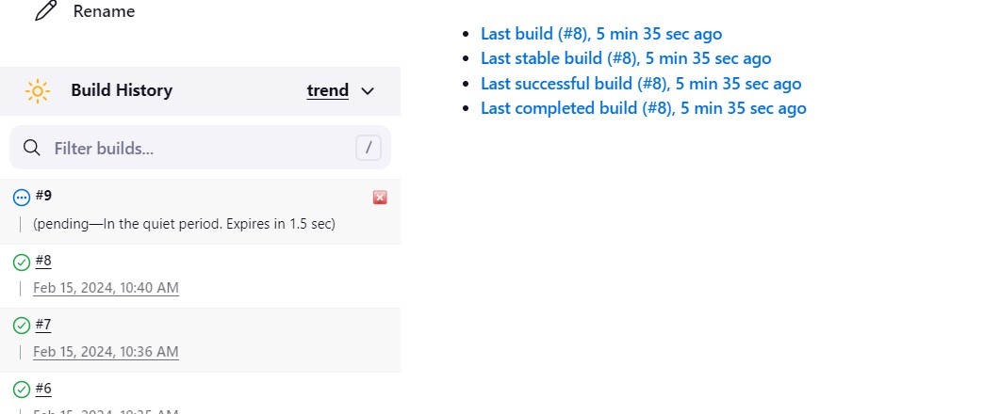 Rename
Last build (#8), 5 min 35 sec ago
Last stable build (#8), 5 min 35 sec ago
Last successful build (#8), 5 min 35 sec ago
Last completed build (#8), 5 min 35 sec ago
Build History
trend
Filter builds...
/
#9
(pending—In the quiet period. Expires in 1.5 sec)
#8
Feb 15, 2024, 10:40 AM
#7
Feb 15, 2024, 10:36 AM
#6